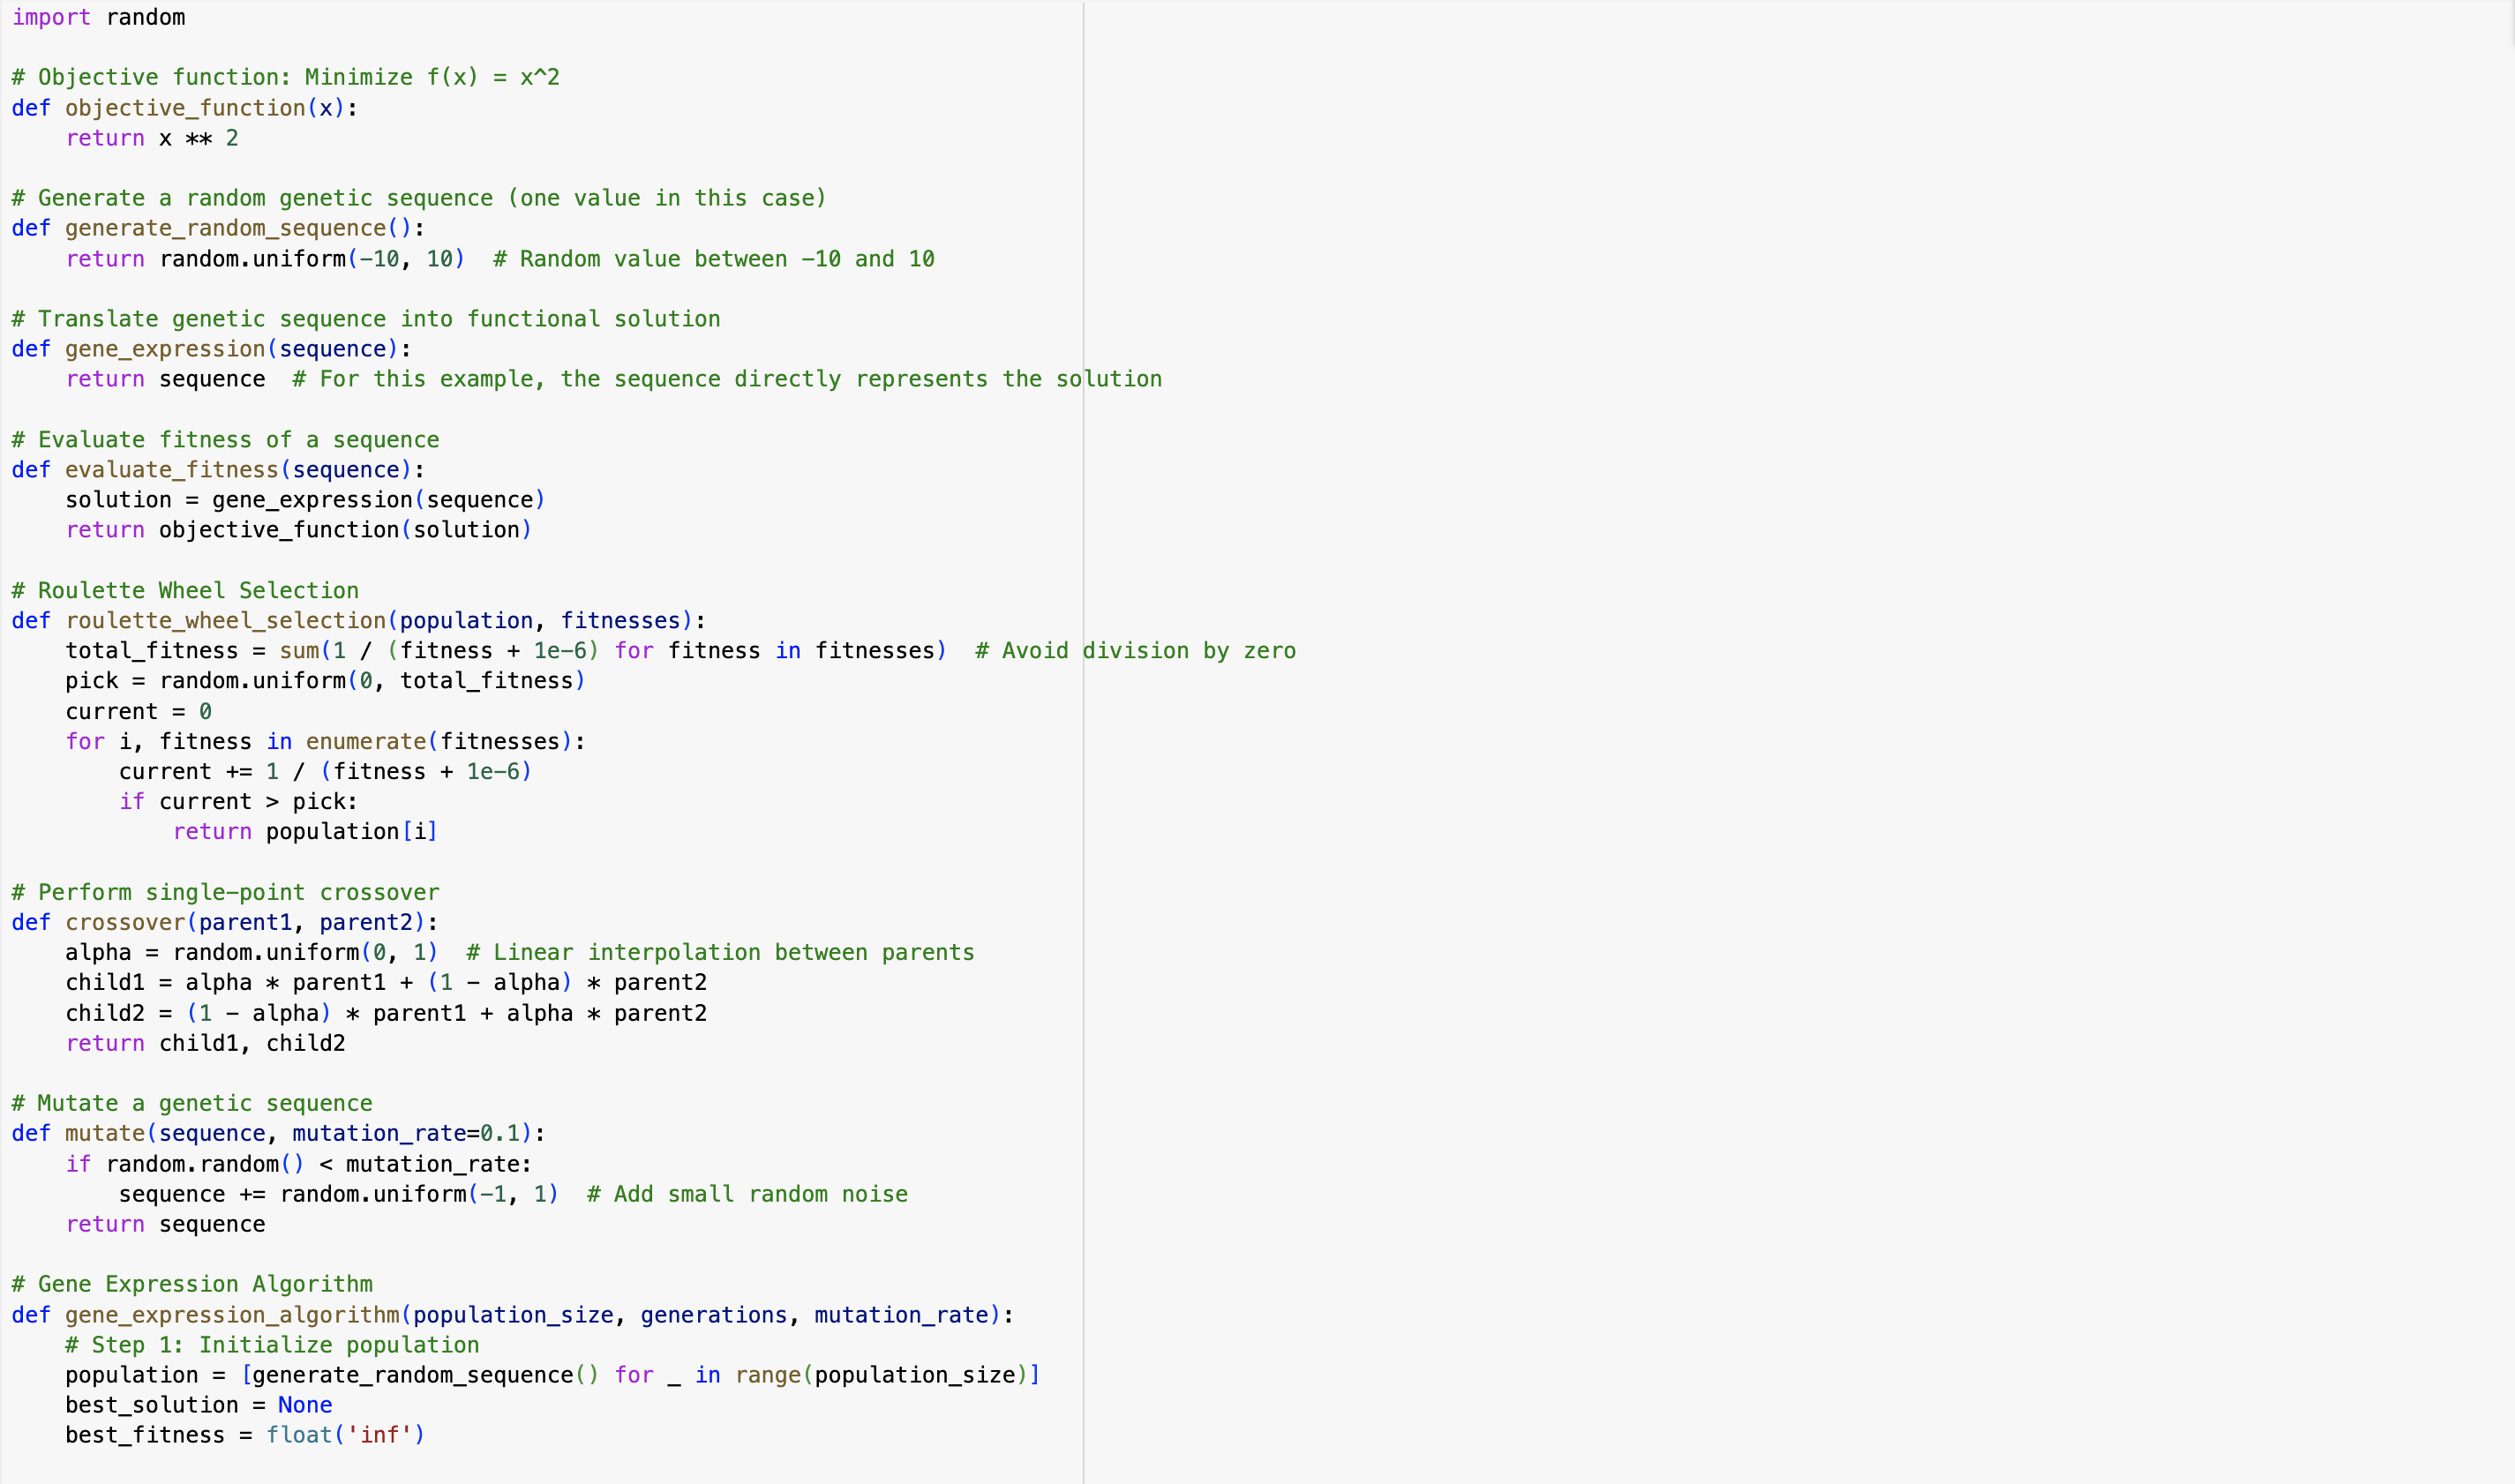 import random

# Objective function: Minimize f(x) = x^2
def objective_function(x):
    return x ** 2

# Generate a random genetic sequence (one value in this case)
def generate_random_sequence():
    return random.uniform(-10, 10)  # Random value between -10 and 10

# Translate genetic sequence into functional solution
def gene_expression(sequence):
    return sequence  # For this example, the sequence directly represents the solution

# Evaluate fitness of a sequence
def evaluate_fitness(sequence):
    solution = gene_expression(sequence)
    return objective_function(solution)

# Roulette Wheel Selection
def roulette_wheel_selection(population, fitnesses):
    total_fitness = sum(1 / (fitness + 1e-6) for fitness in fitnesses)  # Avoid division by zero
    pick = random.uniform(0, total_fitness)
    current = 0
    for i, fitness in enumerate(fitnesses):
        current += 1 / (fitness + 1e-6)
        if current > pick:
            return population[i]

# Perform single-point crossover
def crossover(parent1, parent2):
    alpha = random.uniform(0, 1)  # Linear interpolation between parents
    child1 = alpha * parent1 + (1 - alpha) * parent2
    child2 = (1 - alpha) * parent1 + alpha * parent2
    return child1, child2

# Mutate a genetic sequence
def mutate(sequence, mutation_rate=0.1):
    if random.random() < mutation_rate:
        sequence += random.uniform(-1, 1)  # Add small random noise
    return sequence

# Gene Expression Algorithm
def gene_expression_algorithm(population_size, generations, mutation_rate):
    # Step 1: Initialize population
    population = [generate_random_sequence() for _ in range(population_size)]
    best_solution = None
    best_fitness = float('inf')